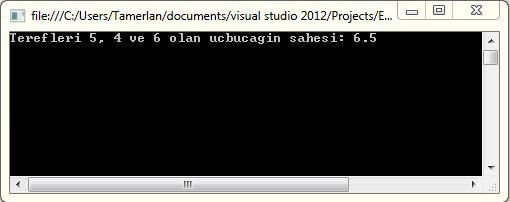 file:///C:/Users/Tamerlan/documents/visual studio 2012/Projects/E...
Terefleri 5, 4 ve 6 olan ucbucagin sahesi: 6.5